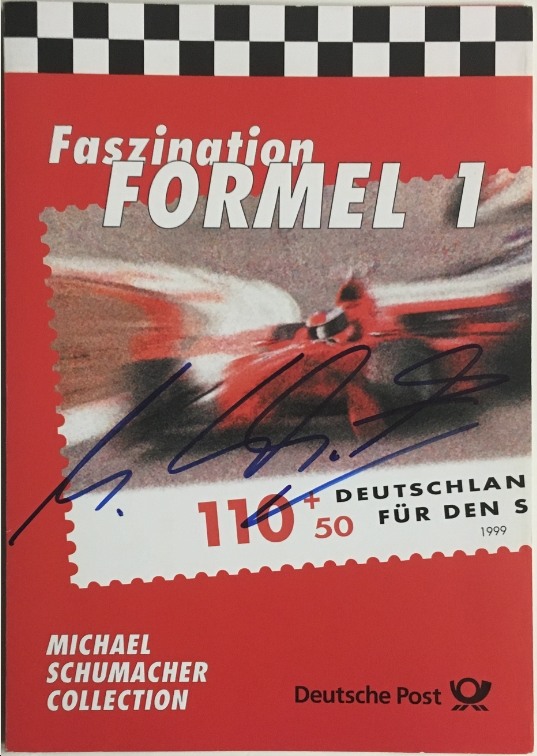 Faszination
FORMEL 1
110 + 50
DEUTSCHLAN
FÜR DEN S
1999
MICHAEL
SCHUMACHER
COLLECTION
Deutsche Post